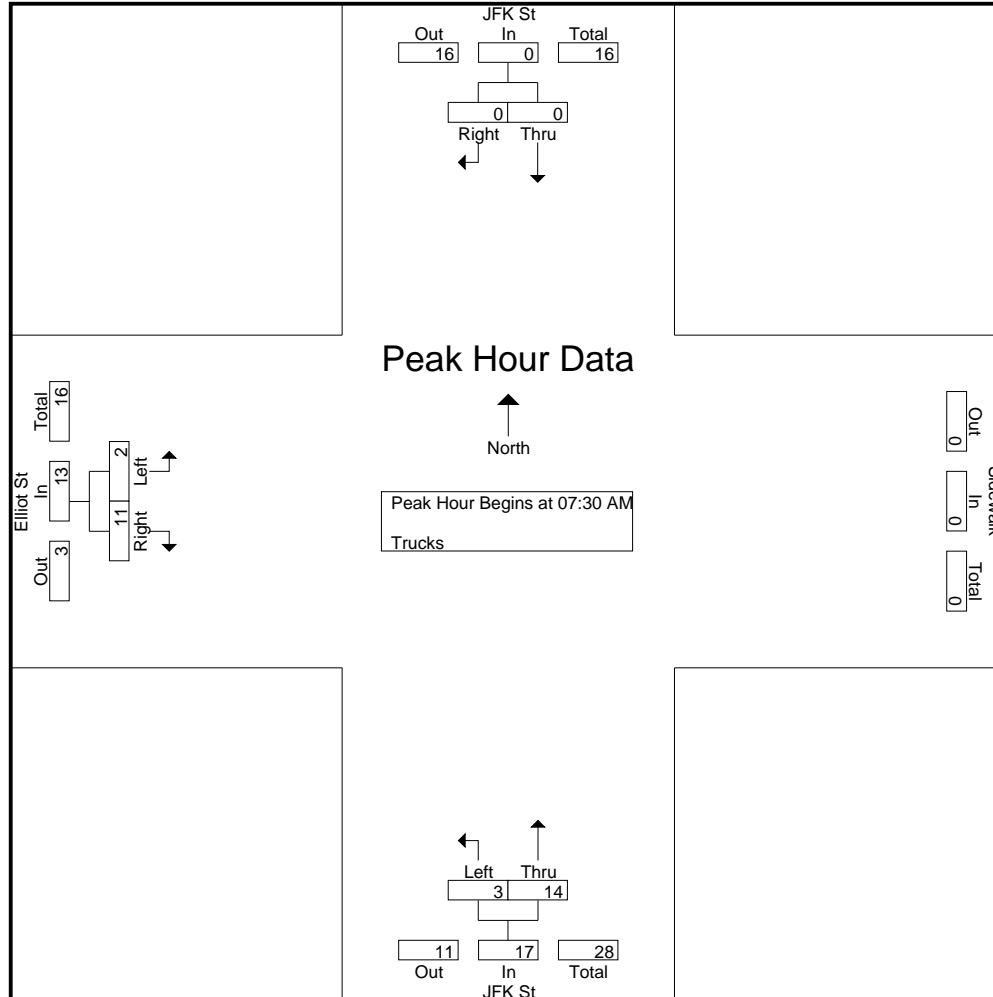 JFK St
Out In Total
16 0 16
0 0
Right Thru
Peak Hour Data
North
Peak Hour Begins at 07:30 AM
Trucks
Elliot St
Total In Out
16 13 3
2 11
Left Right
Out In Total
0 0 0
Left Thru
3 14
11 17 28
Out In Total
JFK St